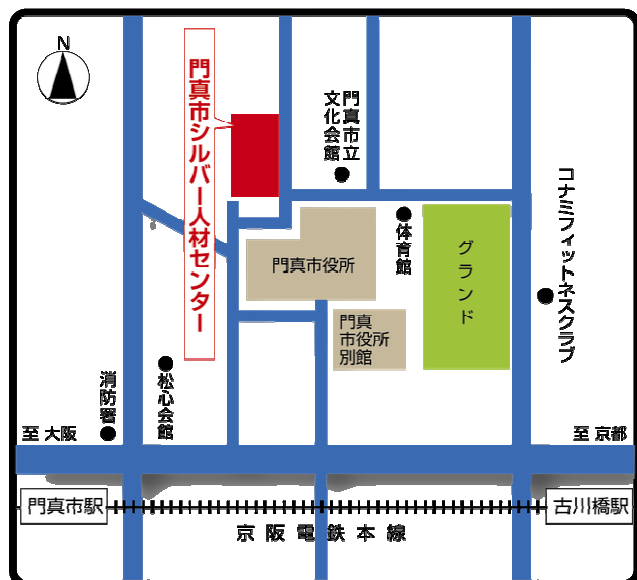 N
門真市シルバー人材センター
門真市立
文化会館
コナミフィットネスクラブ
体育館
グランド
門真市役所
門真
市役所
別館
松心会館
消防署
至 大阪
至 京都
門真市駅
古川橋駅
京阪電鉄本線